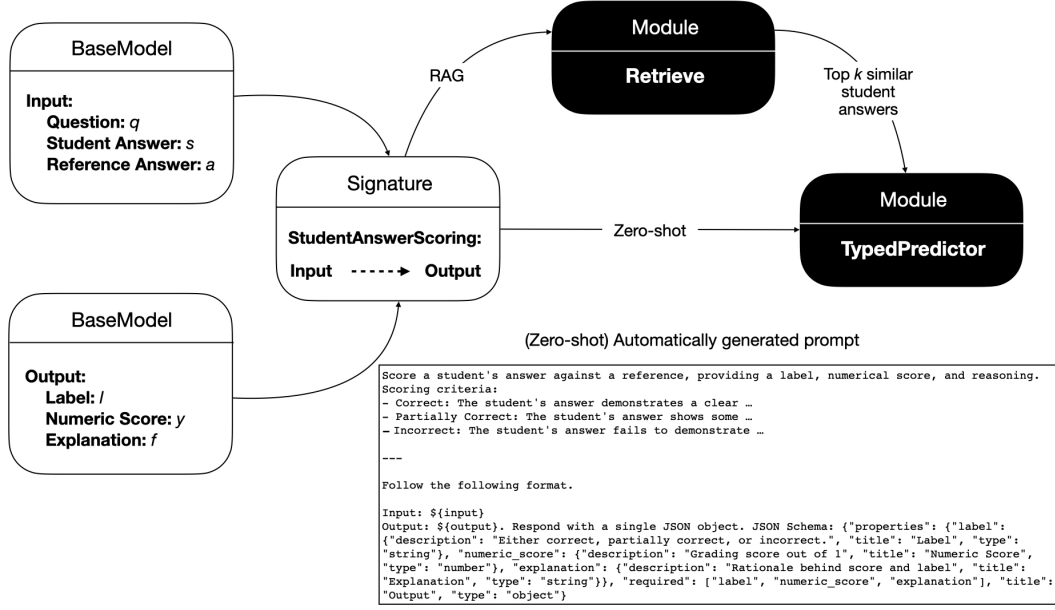 BaseModel
Input:
Question: q
Student Answer: s
Reference Answer: a
BaseModel
Output:
Label: l
Numeric Score: y
Explanation: f
Signature
StudentAnswerScoring:
Input Output
RAG
Module
Retrieve
Top k similar
student
answers
Zero-shot
Module
TypedPredictor
(Zero-shot) Automatically generated prompt
Score a student's answer against a reference, providing a label, numerical score, and reasoning.
Scoring criteria:
- Correct: The student's answer demonstrates a clear …
- Partially Correct: The student's answer shows some …
- Incorrect: The student's answer fails to demonstrate …
---
Follow the following format.
Input: ${input}
Output: ${output}. Respond with a single JSON object. JSON Schema: {"properties": {"label":
{"description": "Either correct, partially correct, or incorrect.", "title": "Label", "type":
"string"}, "numeric_score": {"description": "Grading score out of 1", "title": "Numeric Score",
"type": "number"}, "explanation": {"description": "Rationale behind score and label", "title":
"Explanation", "type": "string"}}, "required": ["label", "numeric_score", "explanation"], "title":
"Output", "type": "object"}